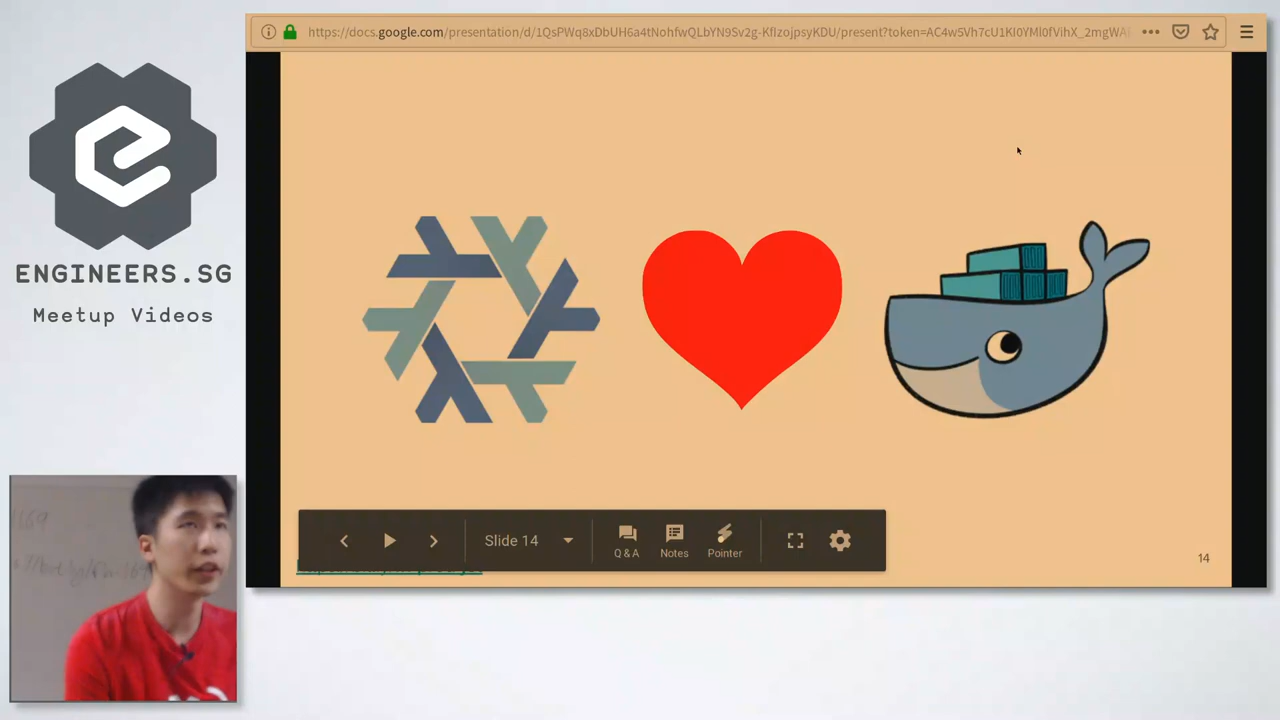 https://docs.google.com/presentation/d/1QsPWq8xDbUH6a4tNohfwQLbYN9Sv2g-KfIzojpsyKDU/present?token=AC4w5Vh7cU1KI0YMl0fVihX_2mgWA
ENGINEERS.SG
Meetup Videos
Slide 14
Q & A
Notes
Pointer
14